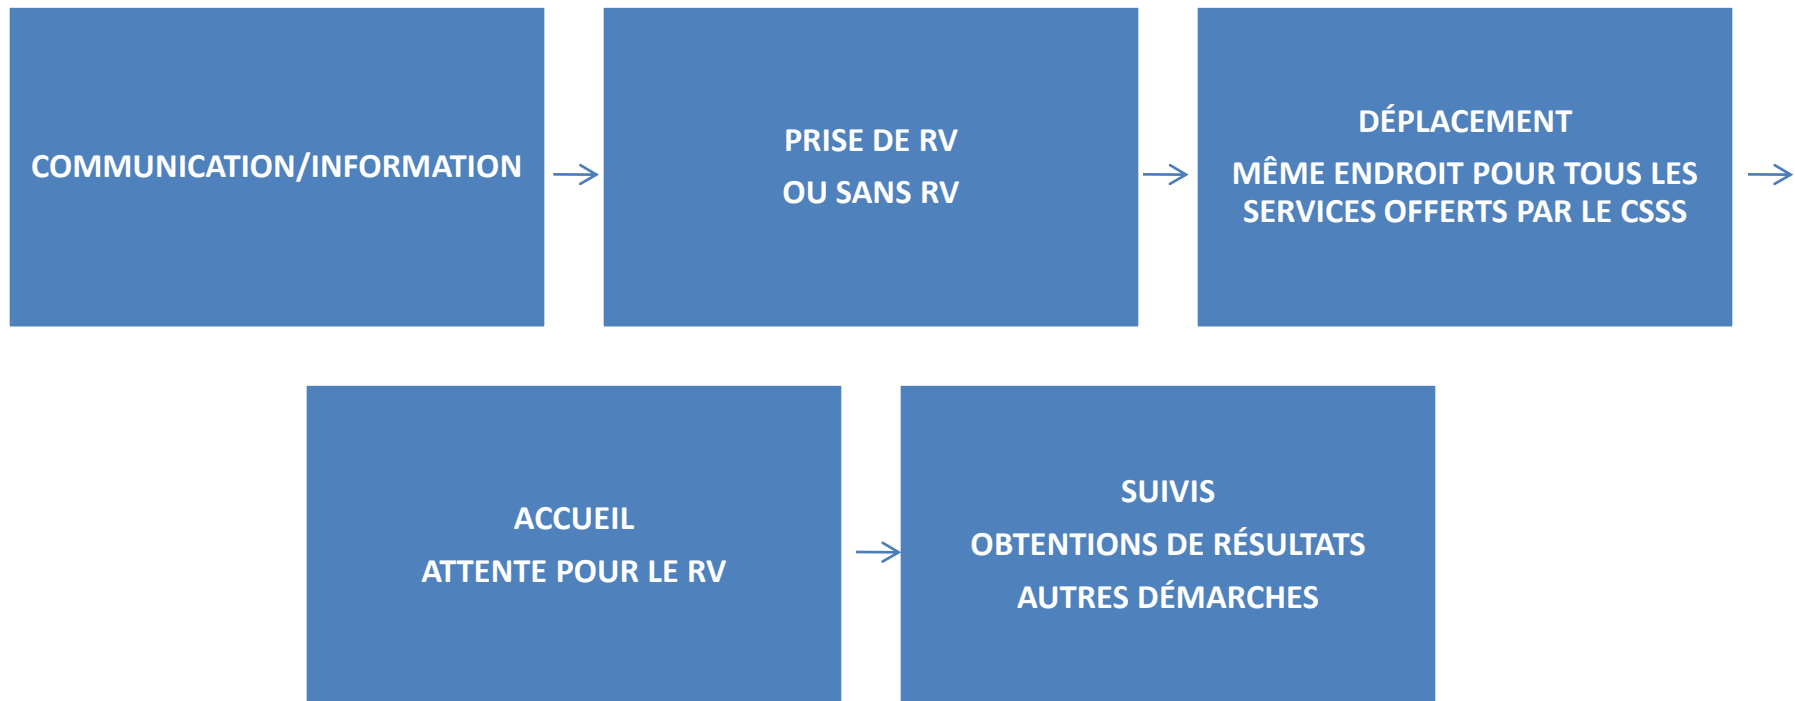 COMMUNICATION/INFORMATION
PRISE DE RV
OU SANS RV
DÉPLACEMENT
MÊME ENDROIT POUR TOUS LES
SERVICES OFFERTS PAR LE CSSS
ACCUEIL
ATTENTE POUR LE RV
SUIVIS
OBTENTIONS DE RÉSULTATS
AUTRES DÉMARCHES